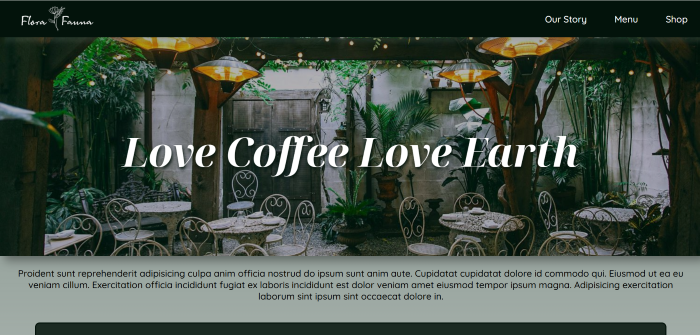 Flora Fauna
Our Story Menu Shop
Love Coffee Love Earth
Proident sunt reprehenderit adipisicing culpa anim officia nostrud do ipsum sunt anim aute. Cupidatat cupidatat dolore id commodo qui. Eiusmod ut ea eu
veniam cillum. Exercitation officia incididunt fugiat ex laboris incididunt est dolor veniam amet eiusmod tempor ipsum magna. Adipisicing exercitation
laborum sint ipsum sint occaecat dolore in.